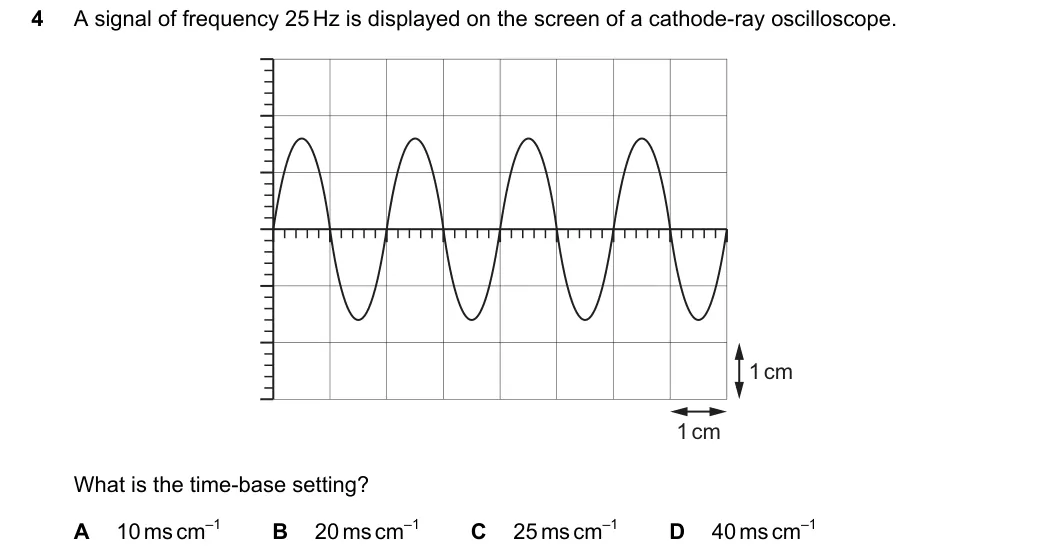 4 A signal of frequency 25 Hz is displayed on the screen of a cathode-ray oscilloscope.
1 cm
1 cm
What is the time-base setting?
A 10 ms cm⁻¹ B 20 ms cm⁻¹ C 25 ms cm⁻¹ D 40 ms cm⁻¹